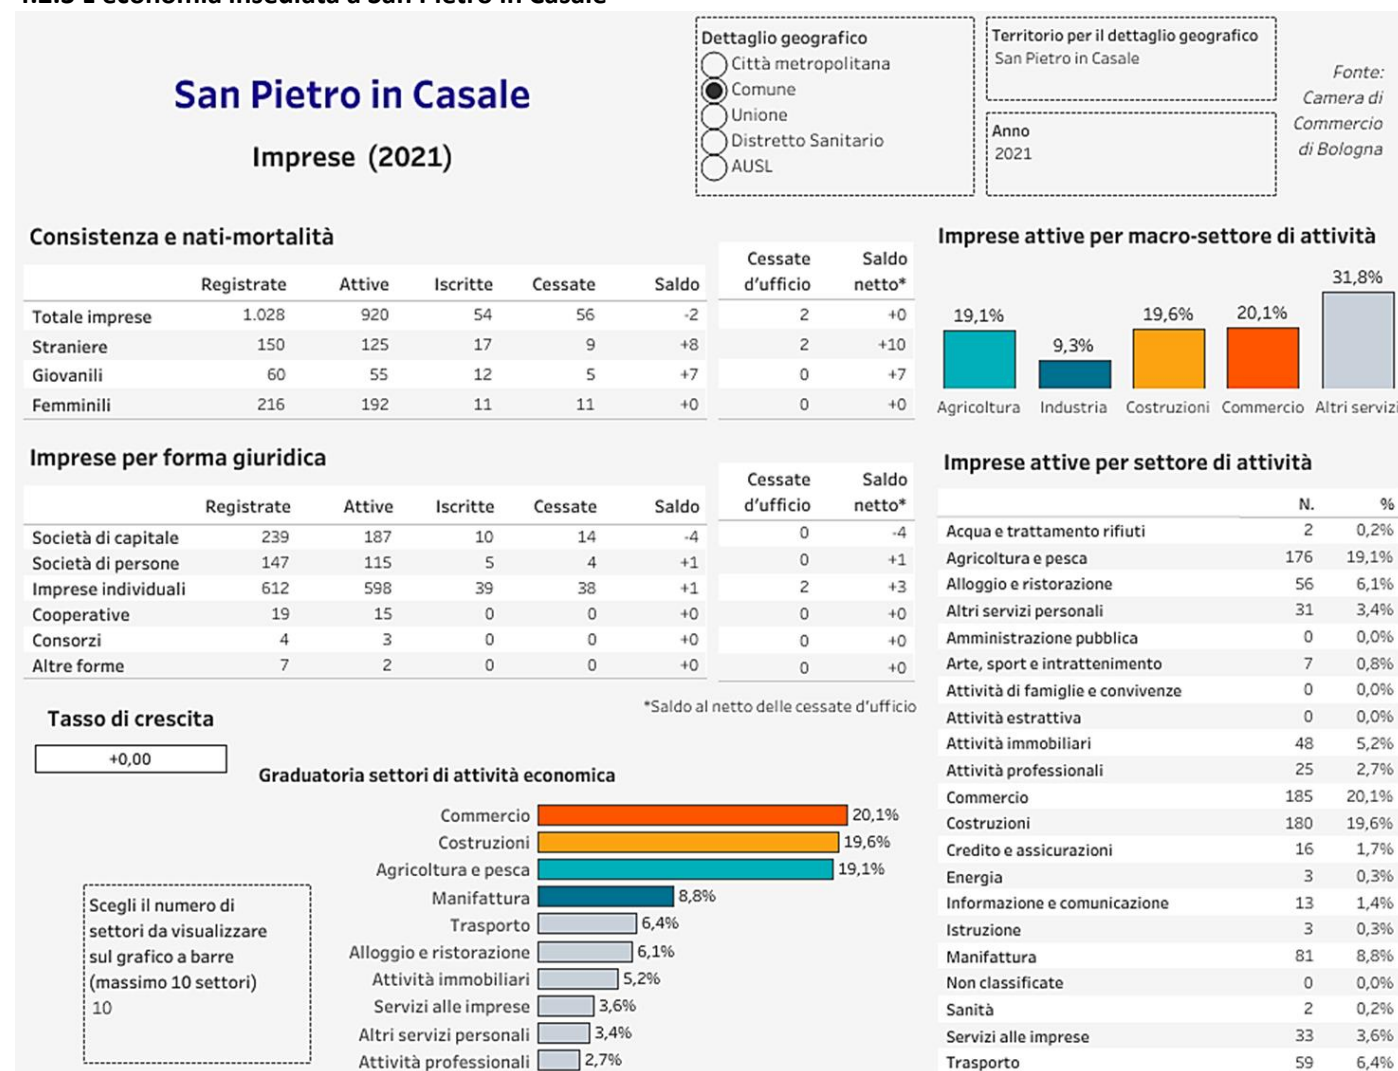 4.2.3 L'economia insediata a San Pietro in Casale
San Pietro in Casale
Imprese (2021)
Dettaglio geografico
Città metropolitana
Comune
Unione
Distretto Sanitario
AUSL
Territorio per il dettaglio geografico
San Pietro in Casale
Anno
2021
Fonte:
Camera di
Commercio
di Bologna
Consistenza e nati-mortalità
Registrate Attive Iscritte Cessate Saldo Cessate d'ufficio Saldo netto*
Totale imprese 1.028 920 54 56 -2 2 +0
Straniere 150 125 17 9 +8 2 +10
Giovanili 60 55 12 5 +7 0 +7
Femminili 216 192 11 11 +0 0 +0
Imprese attive per macro-settore di attività
19,1% 9,3% 19,6% 20,1% 31,8%
Agricoltura Industria Costruzioni Commercio Altri servizi
Imprese per forma giuridica
Registrate Attive Iscritte Cessate Saldo Cessate d'ufficio Saldo netto*
Società di capitale 239 187 10 14 -4 0 -4
Società di persone 147 115 5 4 +1 0 +1
Imprese individuali 612 598 39 38 +1 2 +3
Cooperative 19 15 0 0 +0 0 +0
Consorzi 4 3 0 0 +0 0 +0
Altre forme 7 2 0 0 +0 0 +0
*Saldo al netto delle cessate d'ufficio
Tasso di crescita
+0,00
Graduatoria settori di attività economica
Commercio 20,1%
Costruzioni 19,6%
Agricoltura e pesca 19,1%
Manifattura 8,8%
Trasporto 6,4%
Alloggio e ristorazione 6,1%
Attività immobiliari 5,2%
Servizi alle imprese 3,6%
Altri servizi personali 3,4%
Attività professionali 2,7%
Scegli il numero di
settori da visualizzare
sul grafico a barre
(massimo 10 settori)
10
Imprese attive per settore di attività
N. %
Acqua e trattamento rifiuti 2 0,2%
Agricoltura e pesca 176 19,1%
Alloggio e ristorazione 56 6,1%
Altri servizi personali 31 3,4%
Amministrazione pubblica 0 0,0%
Arte, sport e intrattenimento 7 0,8%
Attività di famiglie e convivenze 0 0,0%
Attività estrattiva 0 0,0%
Attività immobiliari 48 5,2%
Attività professionali 25 2,7%
Commercio 185 20,1%
Costruzioni 180 19,6%
Credito e assicurazioni 16 1,7%
Energia 3 0,3%
Informazione e comunicazione 13 1,4%
Istruzione 3 0,3%
Manifattura 81 8,8%
Non classificate 0 0,0%
Sanità 2 0,2%
Servizi alle imprese 33 3,6%
Trasporto 59 6,4%